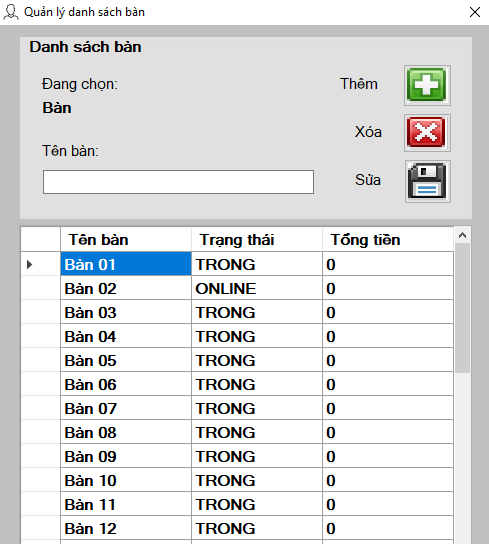 Quản lý danh sách bàn
Danh sách bàn
Đang chọn:
Bàn
Thêm
Xóa
Tên bàn:
Sửa
Tên bàn Trạng thái Tổng tiền
Bàn 01 TRONG 0
Bàn 02 ONLINE 0
Bàn 03 TRONG 0
Bàn 04 TRONG 0
Bàn 05 TRONG 0
Bàn 06 TRONG 0
Bàn 07 TRONG 0
Bàn 08 TRONG 0
Bàn 09 TRONG 0
Bàn 10 TRONG 0
Bàn 11 TRONG 0
Bàn 12 TRONG 0